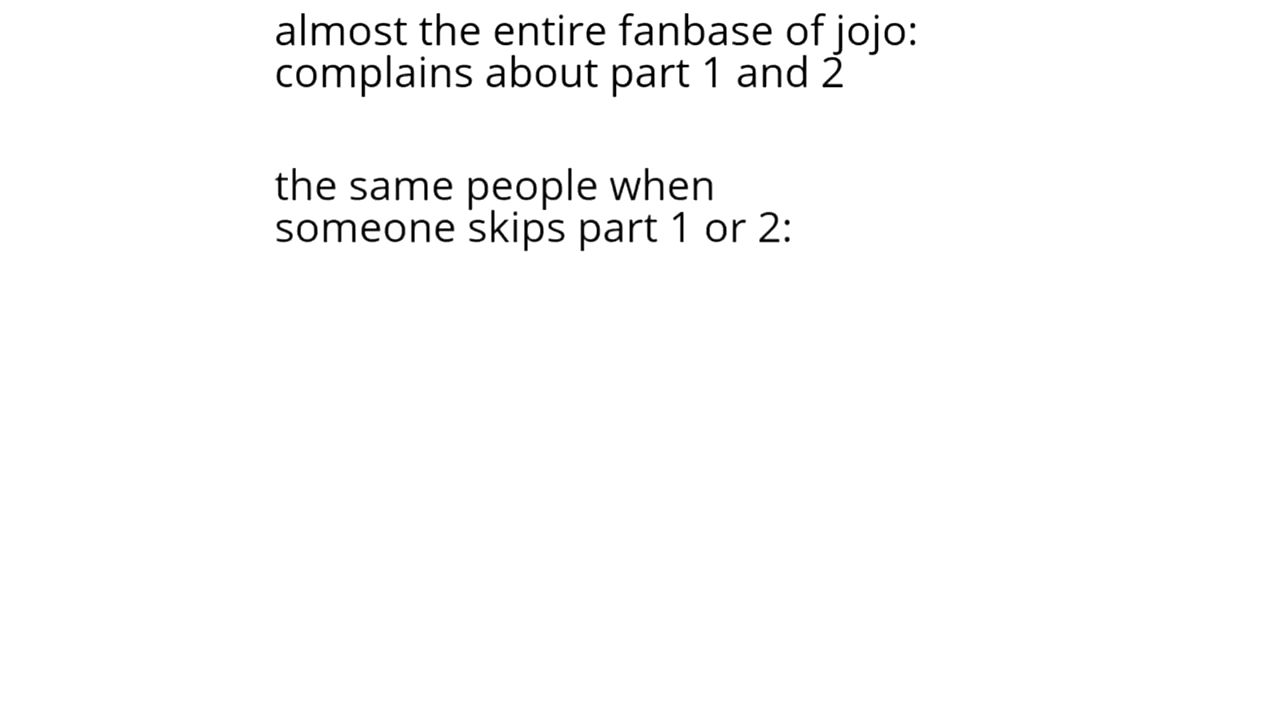 almost the entire fanbase of jojo:
complains about part 1 and 2
the same people when
someone skips part 1 or 2: